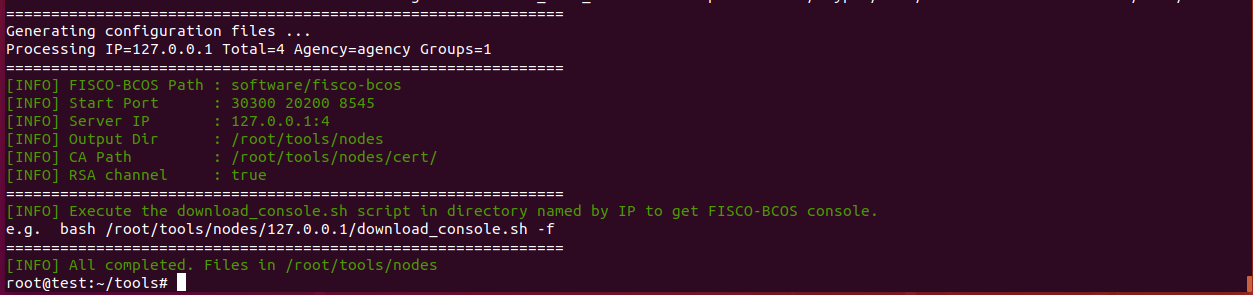 ==============================================================
Generating configuration files ...
Processing IP=127.0.0.1 Total=4 Agency=agency Groups=1
==============================================================
[INFO] FISCO-BCOS Path : software/fisco-bcos
[INFO] Start Port      : 30300 20200 8545
[INFO] Server IP       : 127.0.0.1:4
[INFO] Output Dir      : /root/tools/nodes
[INFO] CA Path         : /root/tools/nodes/cert/
[INFO] RSA channel     : true
==============================================================
[INFO] Execute the download_console.sh script in directory named by IP to get FISCO-BCOS console.
e.g.  bash /root/tools/nodes/127.0.0.1/download_console.sh -f
==============================================================
[INFO] All completed. Files in /root/tools/nodes
root@test:~/tools#